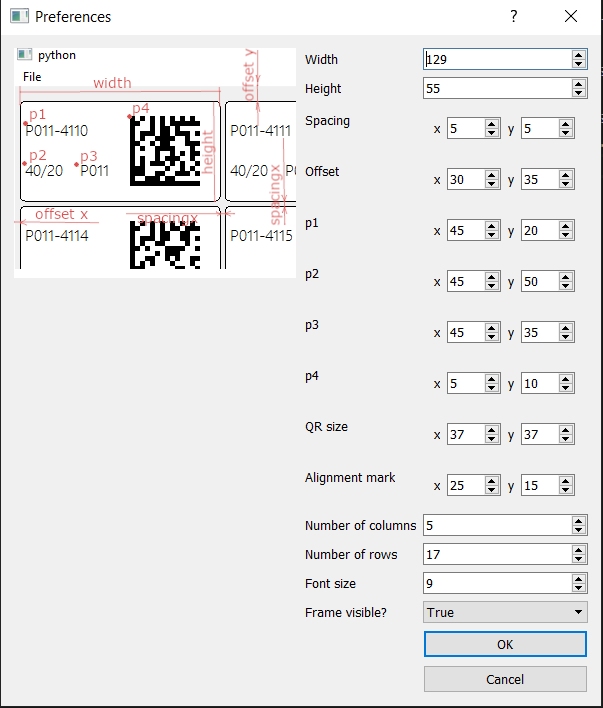 Preferences
?
python
File
width
offset y
p1
P011-4110
p4
height
P011-4111
p2
p3
40/20
P011
40/20
spacingx
offset x
spacingx
P011-4114
P011-4115
Width 129
Height 55
Spacing x 5 y 5
Offset x 30 y 35
p1 x 45 y 20
p2 x 45 y 50
p3 x 45 y 35
p4 x 5 y 10
QR size x 37 y 37
Alignment mark x 25 y 15
Number of columns 5
Number of rows 17
Font size 9
Frame visible? True
OK
Cancel